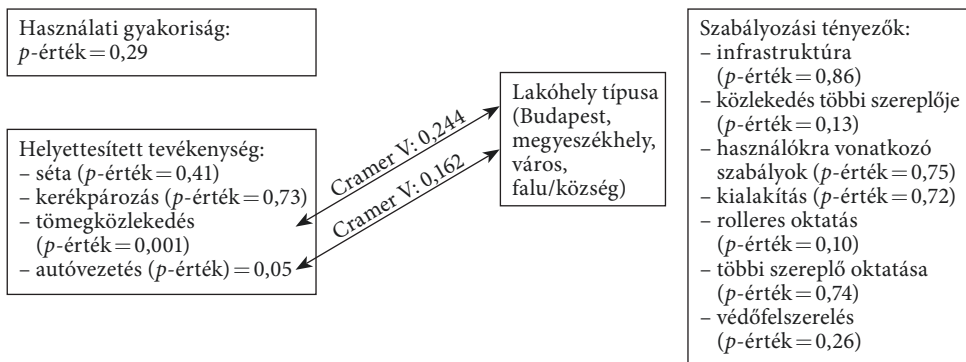 Használati gyakoriság:
p-érték = 0,29
Helyettesített tevékenység:
– séta (p-érték = 0,41)
– kerékpározás (p-érték = 0,73)
– tömegközlekedés
(p-érték = 0,001)
– autóvezetés (p-érték) = 0,05
Cramer V: 0,244
Cramer V: 0,162
Lakóhely típusa
(Budapest,
megyeszékhely,
város,
falu/község)
Szabályozási tényezők:
– infrastruktúra
(p-érték = 0,86)
– közlekedés többi szereplője
(p-érték = 0,13)
– használókra vonatkozó
szabályok (p-érték = 0,75)
– kialakítás (p-érték = 0,72)
– rolleres oktatás
(p-érték = 0,10)
– többi szereplő oktatása
(p-érték = 0,74)
– védőfelszerelés
(p-érték = 0,26)